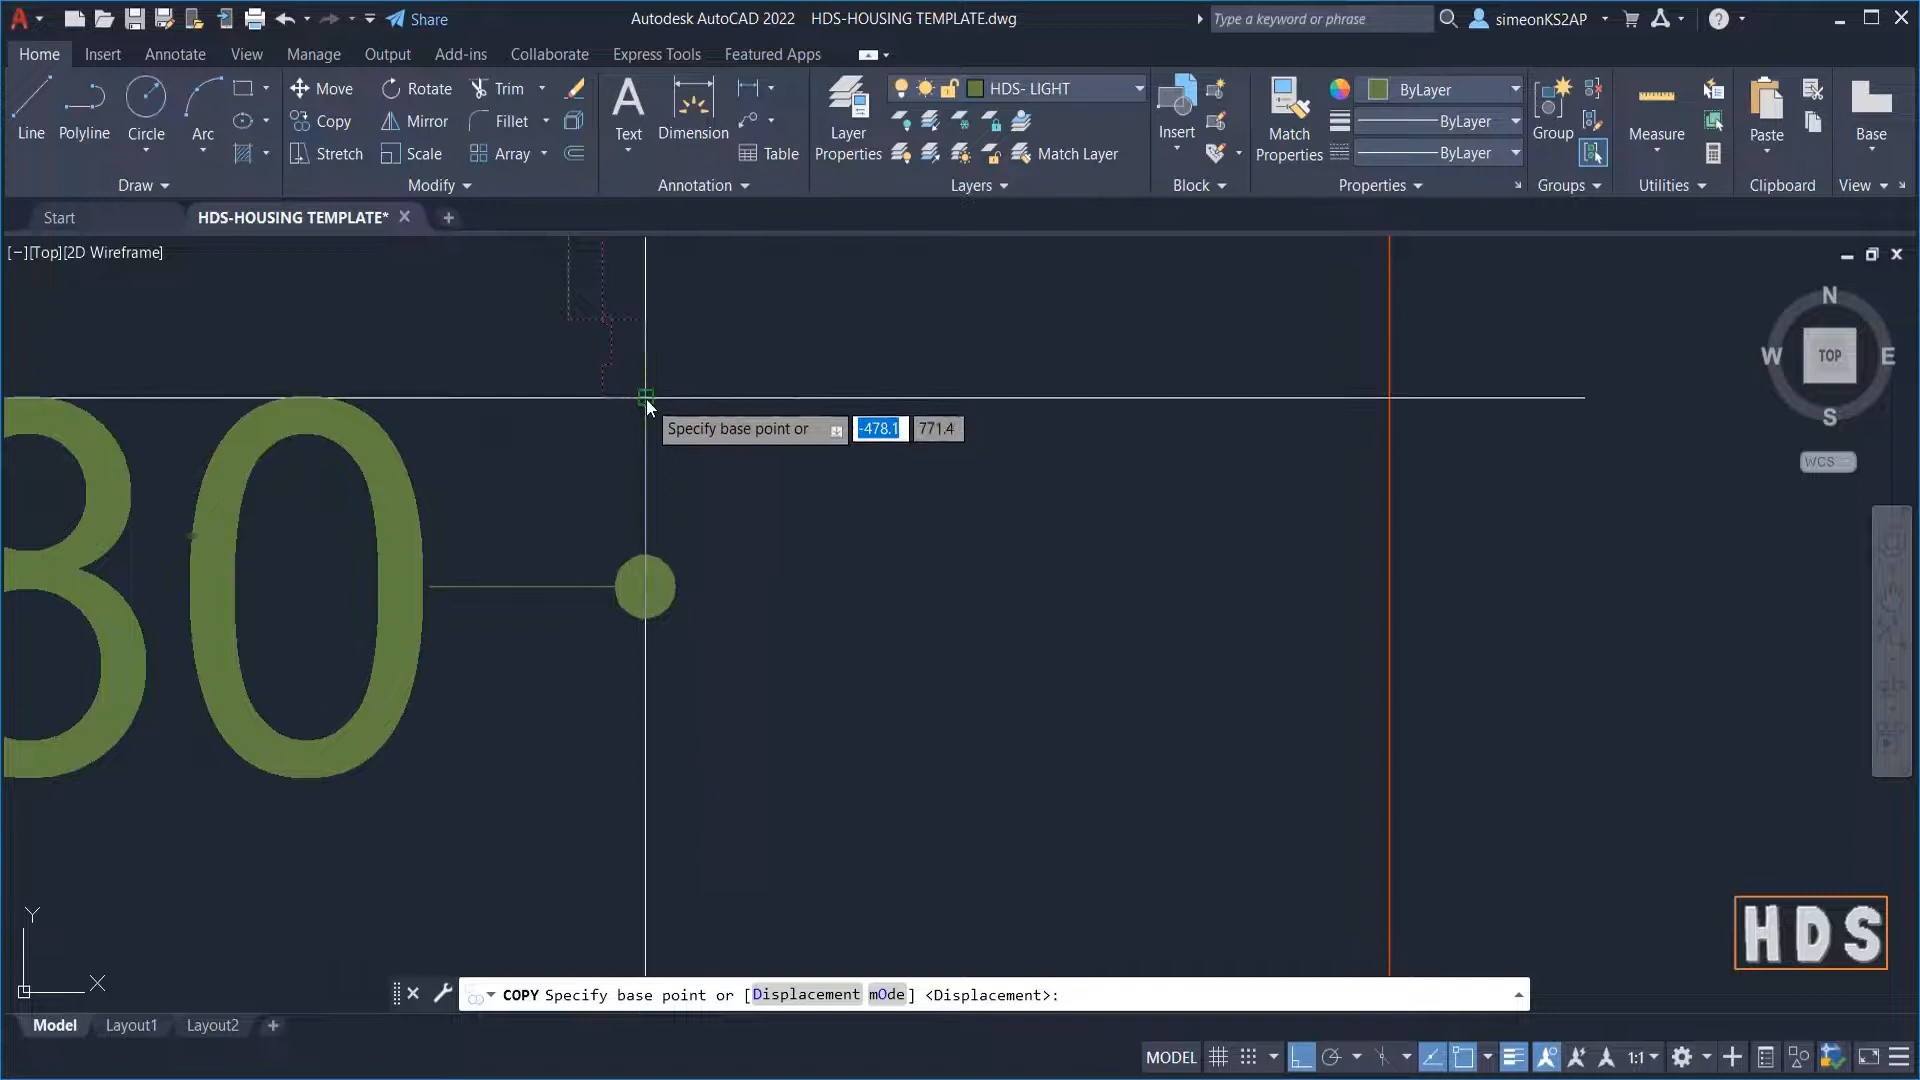 Share
Autodesk AutoCAD 2022 HDS-HOUSING TEMPLATE.dwg
Type a keyword or phrase
simeonKS2AP
Home Insert Annotate View Manage Output Add-ins Collaborate Express Tools Featured Apps
Line Polyline Circle Arc
Move Rotate Trim
Copy Mirror Fillet
Stretch Scale Array
Text Dimension Table
Layer Properties
HDS- LIGHT
Match Layer
Insert
Match Properties
ByLayer
ByLayer
ByLayer
Group Measure Paste Base
Draw Modify Annotation Layers Block Properties Groups Utilities Clipboard View
Start HDS-HOUSING TEMPLATE*
[−][Top][2D Wireframe]
N
W TOP E
S
WCS
Specify base point or -478.1 771.4
30
HDS
Y
X
COPY Specify base point or [Displacement mOde] <Displacement>:
Model Layout1 Layout2
MODEL 1:1